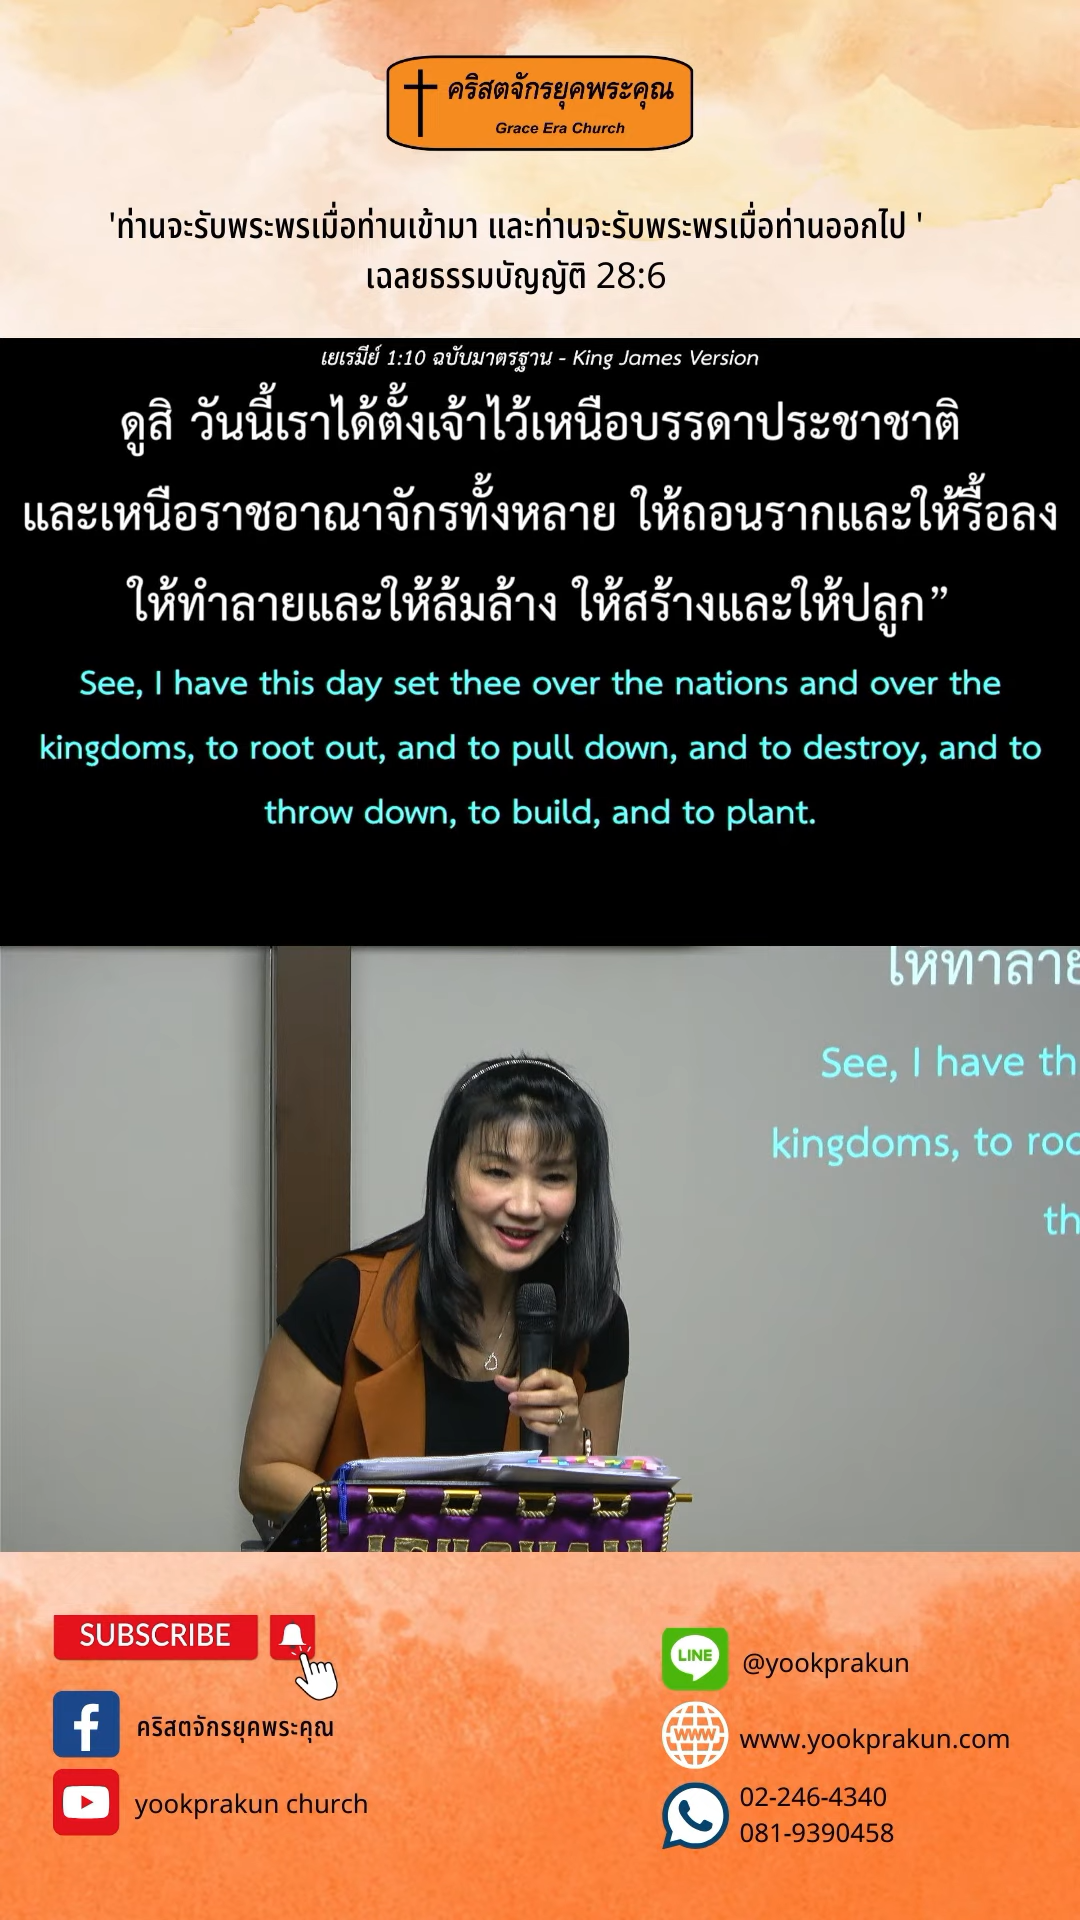 คริสตจักรยุคพระคุณ
Grace Era Church
'ท่านจะรับพระพรเมื่อท่านเข้ามา และท่านจะรับพระพรเมื่อท่านออกไป '
เฉลยธรรมบัญญัติ 28:6
เยเรมีย์ 1:10 ฉบับมาตรฐาน - King James Version
ดูสิ วันนี้เราได้ตั้งเจ้าไว้เหนือบรรดาประชาชาติ
และเหนือราชอาณาจักรทั้งหลาย ให้ถอนรากและให้รื้อลง
ให้ทำลายและให้ล้มล้าง ให้สร้างและให้ปลูก”
See, I have this day set thee over the nations and over the
kingdoms, to root out, and to pull down, and to destroy, and to
throw down, to build, and to plant.
ให้ทำลาย
See, I have th
kingdoms, to roo
th
SUBSCRIBE
คริสตจักรยุคพระคุณ
yookprakun church
LINE
@yookprakun
WWW
www.yookprakun.com
02-246-4340
081-9390458